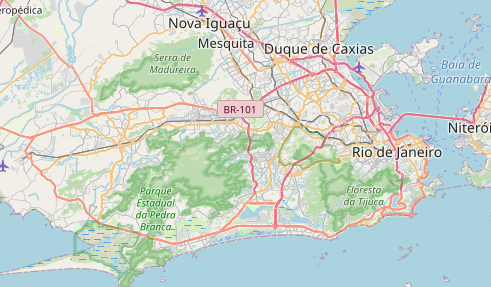 eropédica
Nova Iguaçu
Mesquita
Duque de Caxias
Serra de
Madureira
Baía de
Guanabara
BR-101
Niterói
Rio de Janeiro
Parque
Estadual
da Pedra
Branca
Floresta
da Tijuca